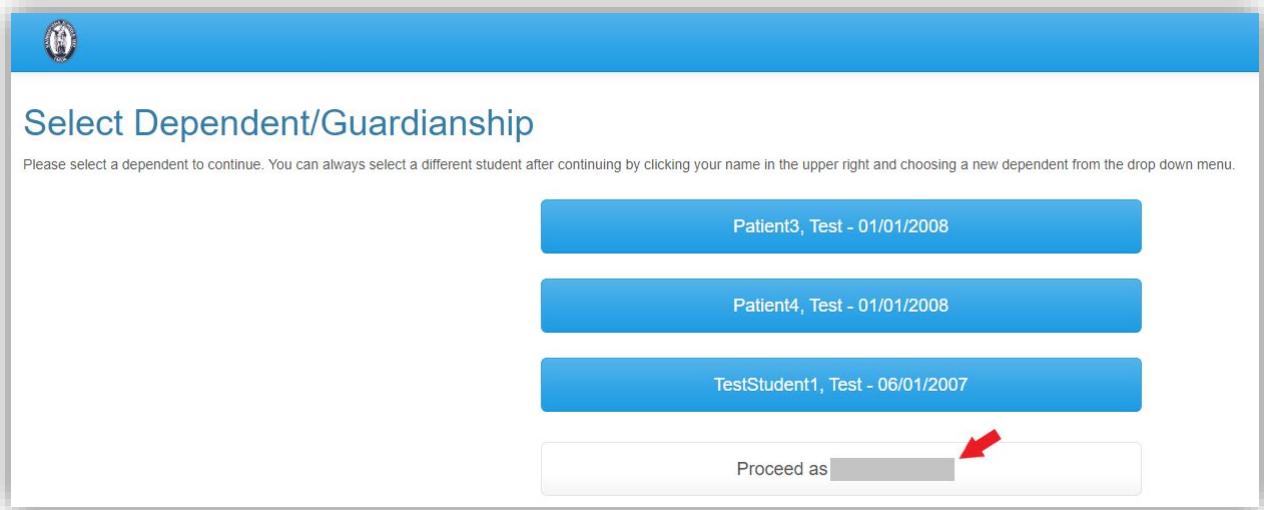 Select Dependent/Guardianship
Please select a dependent to continue. You can always select a different student after continuing by clicking your name in the upper right and choosing a new dependent from the drop down menu.
Patient3, Test - 01/01/2008
Patient4, Test - 01/01/2008
TestStudent1, Test - 06/01/2007
Proceed as